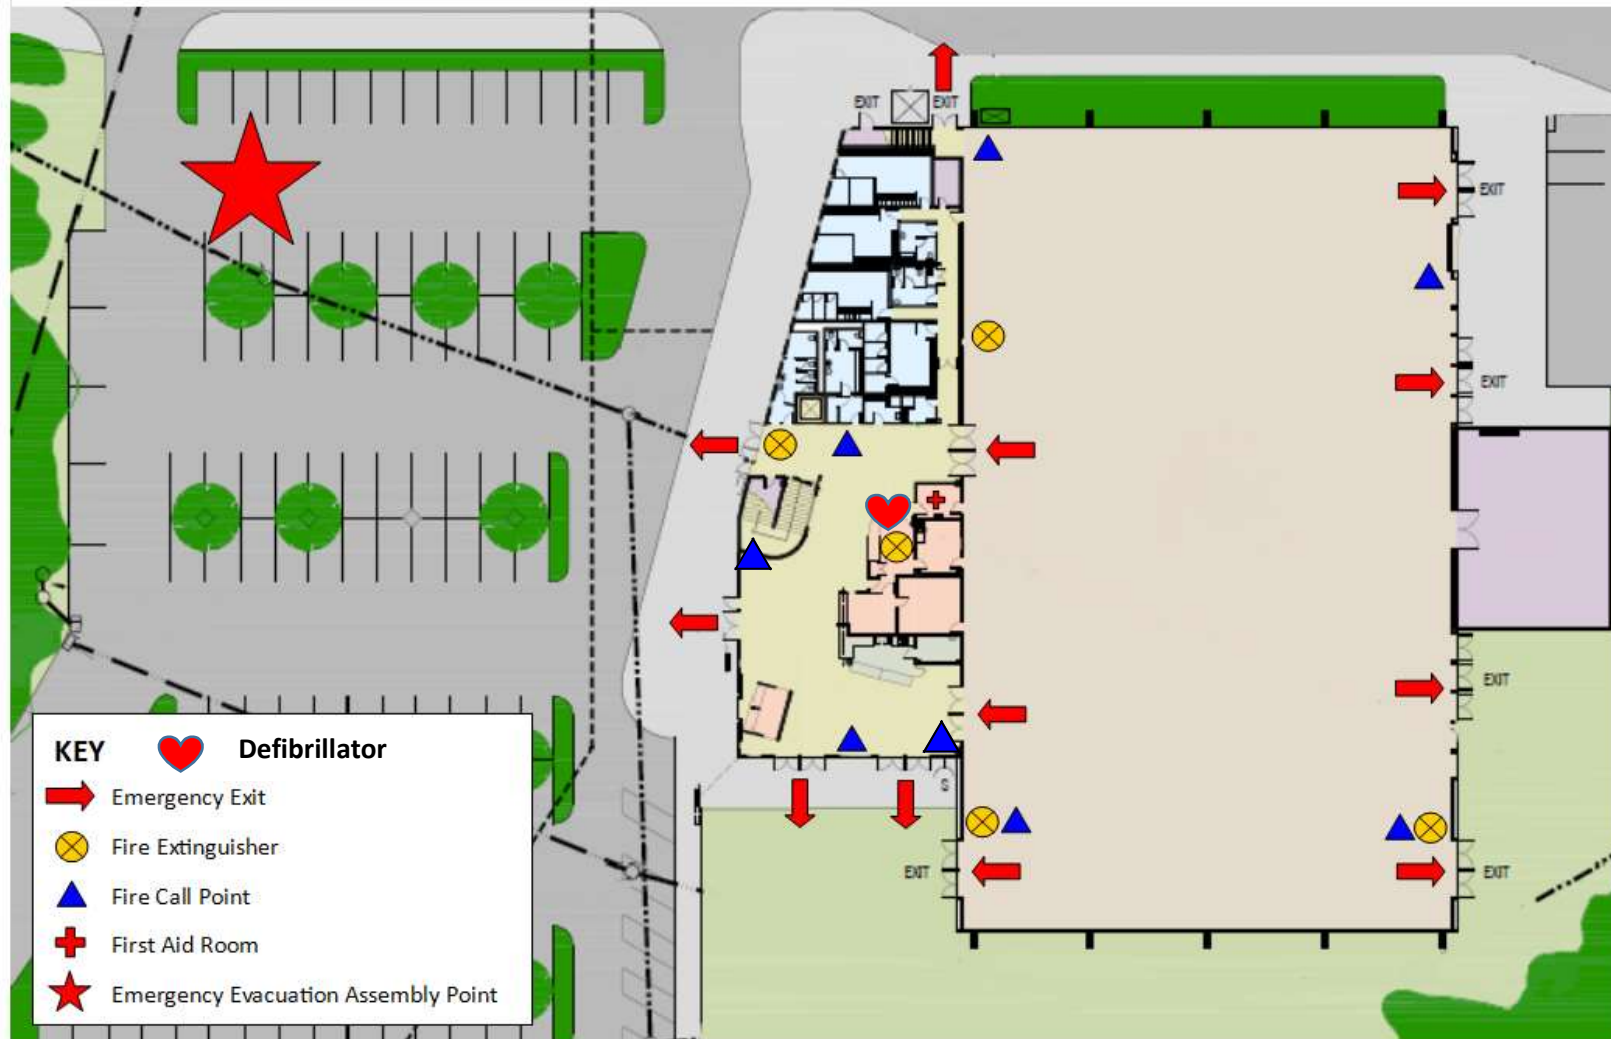 EXIT
EXIT
EXIT
EXIT
EXIT
EXIT
EXIT
S
KEY
Defibrillator
Emergency Exit
Fire Extinguisher
Fire Call Point
First Aid Room
Emergency Evacuation Assembly Point